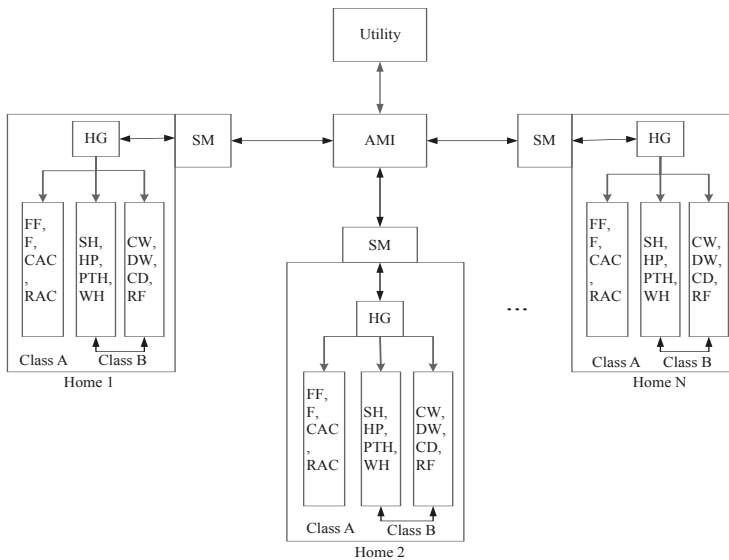 Utility
HG
SM
AMI
SM
HG
FF,
F,
CAC
,
RAC
SH,
HP,
PTH,
WH
CW,
DW,
CD,
RF
Class A
Class B
Home 1
SM
HG
FF,
F,
CAC
,
RAC
SH,
HP,
PTH,
WH
CW,
DW,
CD,
RF
Class A
Class B
Home 2
...
FF,
F,
CAC
,
RAC
SH,
HP,
PTH,
WH
CW,
DW,
CD,
RF
Class A
Class B
Home N